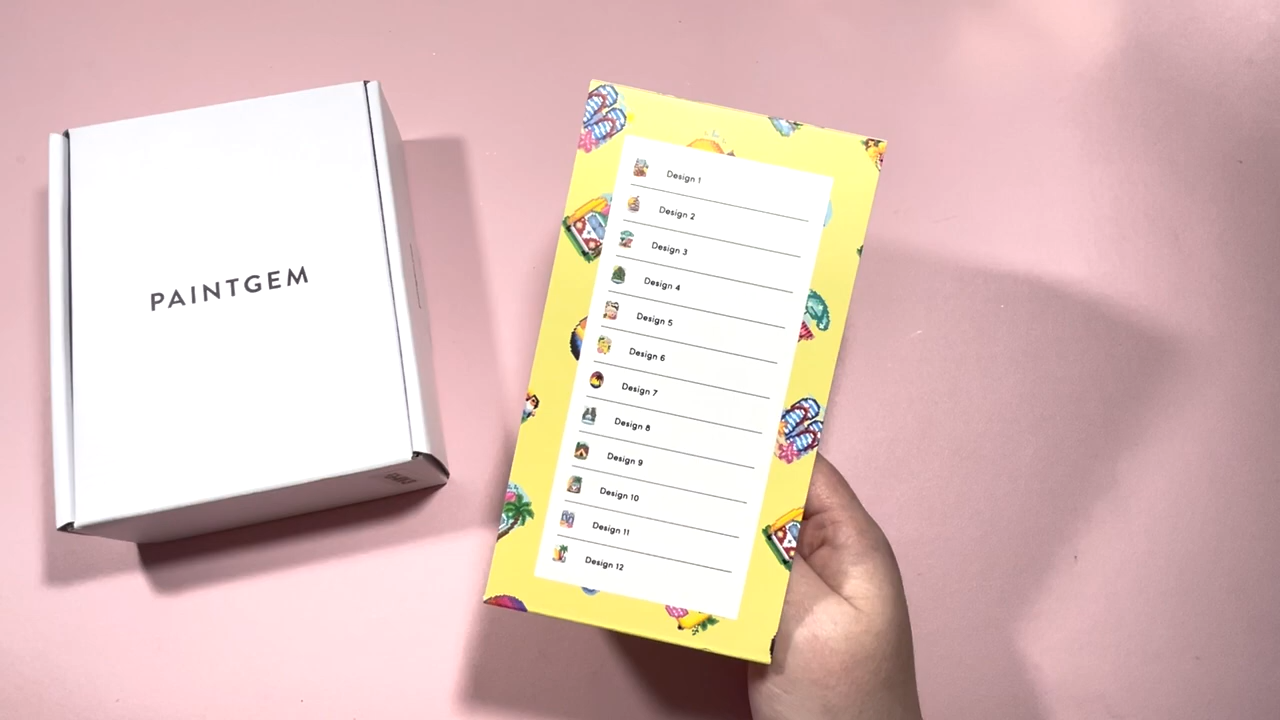 PAINTGEM
Design 1
Design 2
Design 3
Design 4
Design 5
Design 6
Design 7
Design 8
Design 9
Design 10
Design 11
Design 12